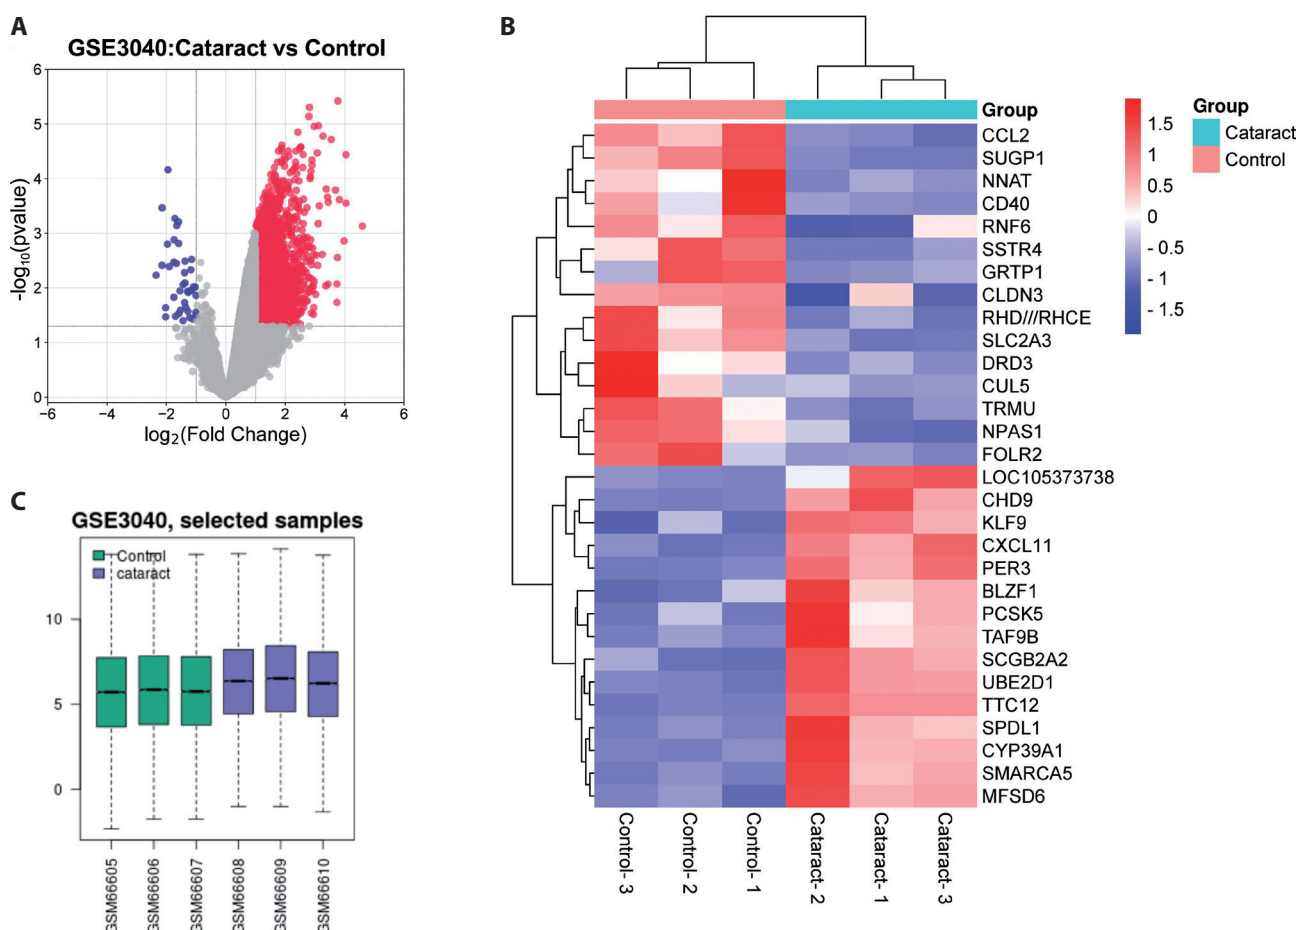 A
GSE3040:Cataract vs Control
-log10(pvalue)
6
5
4
3
2
1
0
−6
−4
−2
0
2
4
6
log2(Fold Change)
B
Group
CCL2
SUGP1
NNAT
CD40
RNF6
SSTR4
GRTP1
CLDN3
RHD///RHCE
SLC2A3
DRD3
CUL5
TRMU
NPAS1
FOLR2
LOC105373738
CHD9
KLF9
CXCL11
PER3
BLZF1
PCSK5
TAF9B
SCGB2A2
UBE2D1
TTC12
SPDL1
CYP39A1
SMARCA5
MFSD6
Control- 3
Control- 2
Control- 1
Cataract- 2
Cataract- 1
Cataract- 3
1.5
1
0.5
0
- 0.5
- 1
- 1.5
Group
Cataract
Control
C
GSE3040, selected samples
Control
cataract
10
5
0
GSM66605
GSM66606
GSM66607
GSM66608
GSM66609
GSM66610